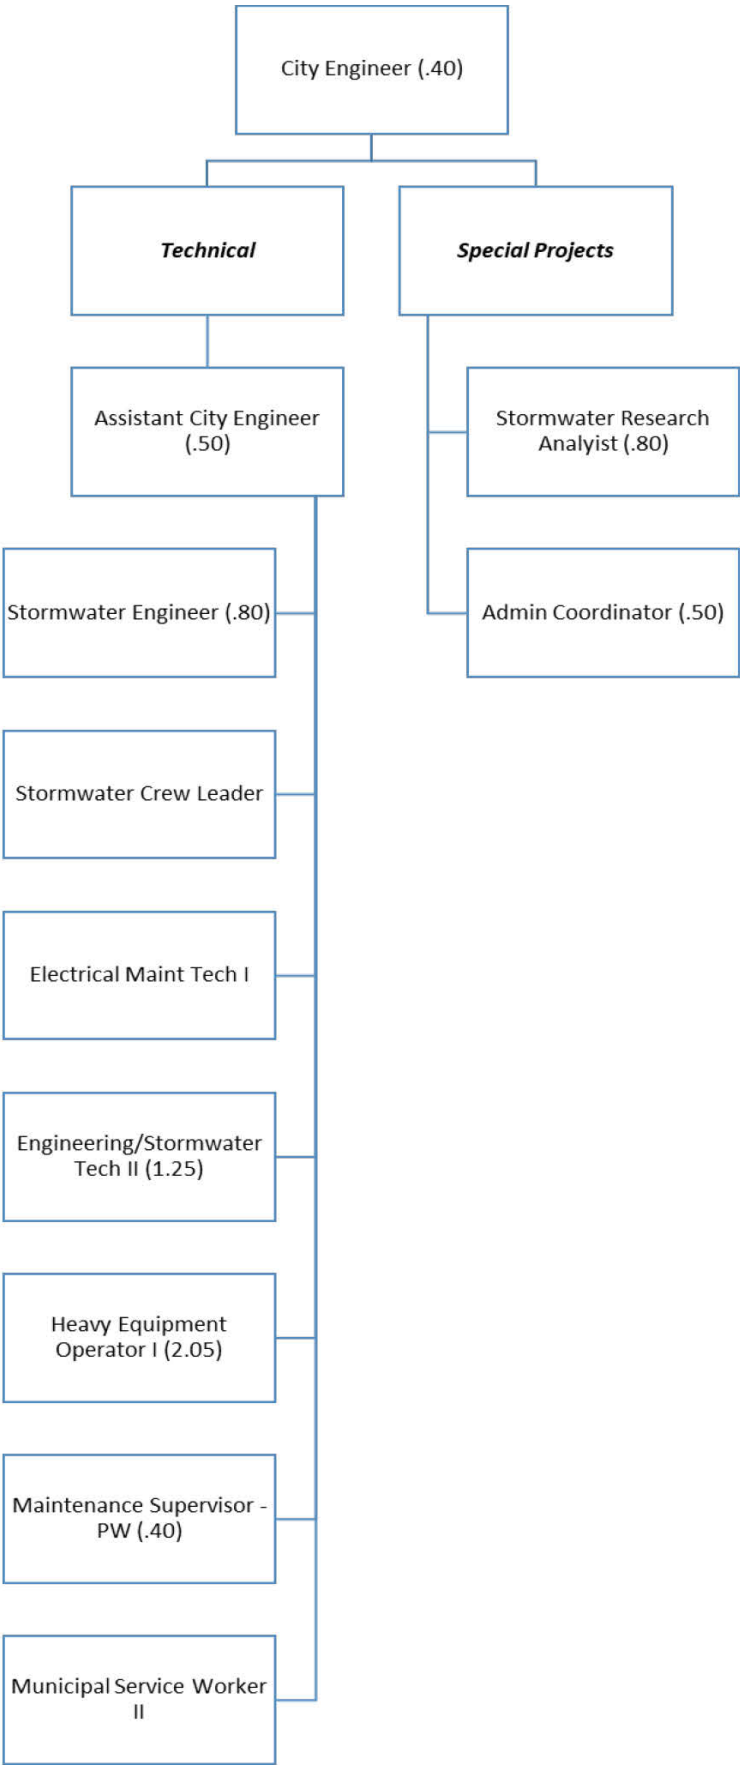 City Engineer (.40)
Technical
Special Projects
Assistant City Engineer
(.50)
Stormwater Research
Analyist (.80)
Stormwater Engineer (.80)
Admin Coordinator (.50)
Stormwater Crew Leader
Electrical Maint Tech I
Engineering/Stormwater
Tech II (1.25)
Heavy Equipment
Operator I (2.05)
Maintenance Supervisor -
PW (.40)
Municipal Service Worker
II